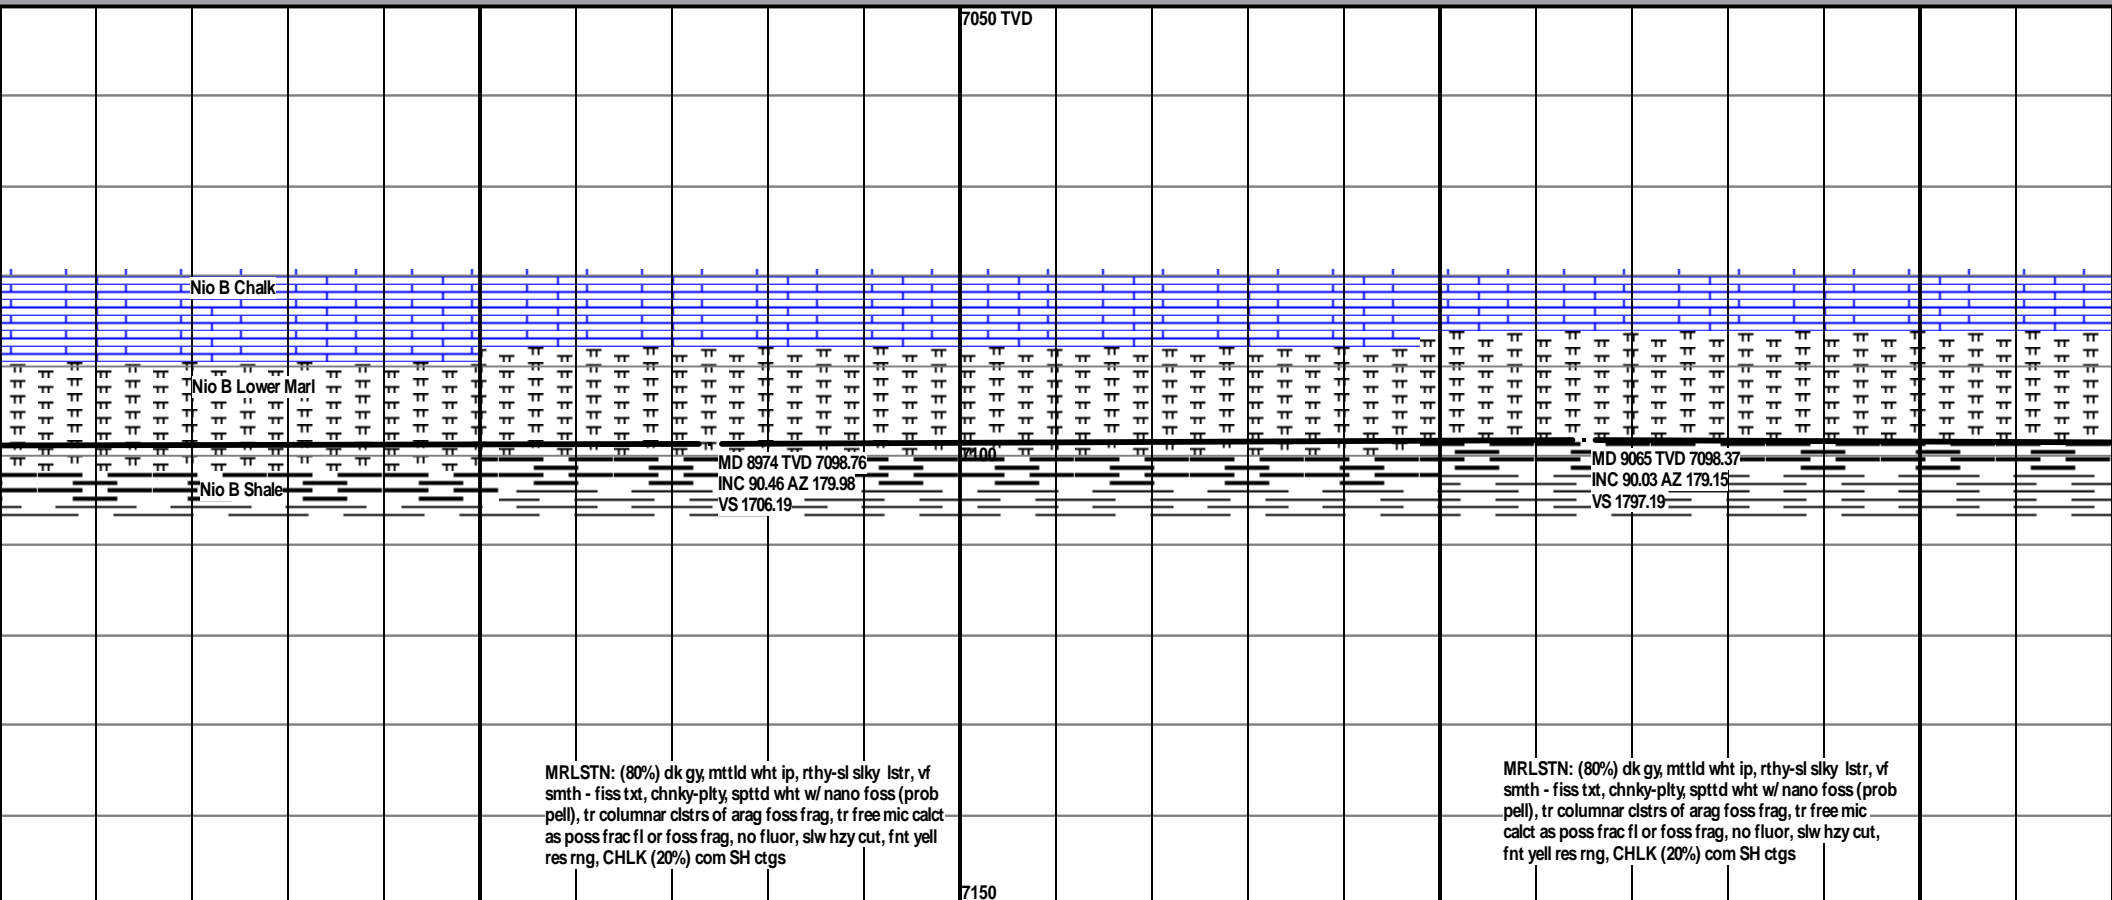 7050 TVD
Nio B Chalk
Nio B Lower Marl
Nio B Shale
7100
MD 8974 TVD 7098.76
INC 90.46 AZ 179.98
VS 1706.19
MD 9065 TVD 7098.37
INC 90.03 AZ 179.15
VS 1797.19
MRLSTN: (80%) dk gy, mttld wht ip, rthy-sl slky lstr, vf
smth - fiss txt, chnky-plty, spttd wht w/ nano foss (prob
pell), tr columnar clstrs of arag foss frag, tr free mic calct
as poss frac fl or foss frag, no fluor, slw hzy cut, fnt yell
res rng, CHLK (20%) com SH ctgs
MRLSTN: (80%) dk gy, mttld wht ip, rthy-sl slky lstr, vf
smth - fiss txt, chnky-plty, spttd wht w/ nano foss (prob
pell), tr columnar clstrs of arag foss frag, tr free mic
calct as poss frac fl or foss frag, no fluor, slw hzy cut,
fnt yell res rng, CHLK (20%) com SH ctgs
7150